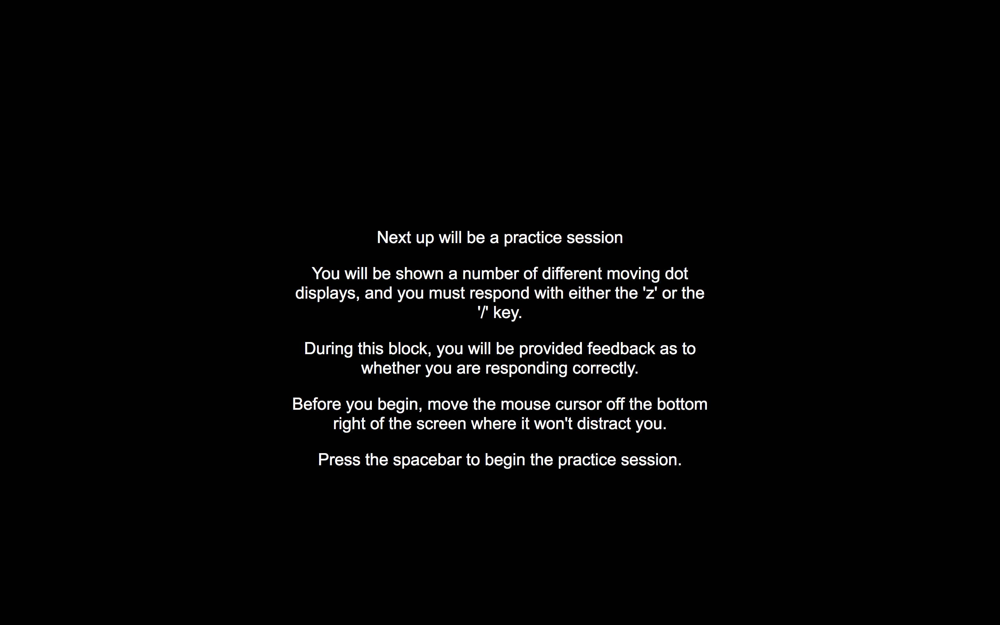 Next up will be a practice session
You will be shown a number of different moving dot
displays, and you must respond with either the 'z' or the
'/' key.
During this block, you will be provided feedback as to
whether you are responding correctly.
Before you begin, move the mouse cursor off the bottom
right of the screen where it won't distract you.
Press the spacebar to begin the practice session.